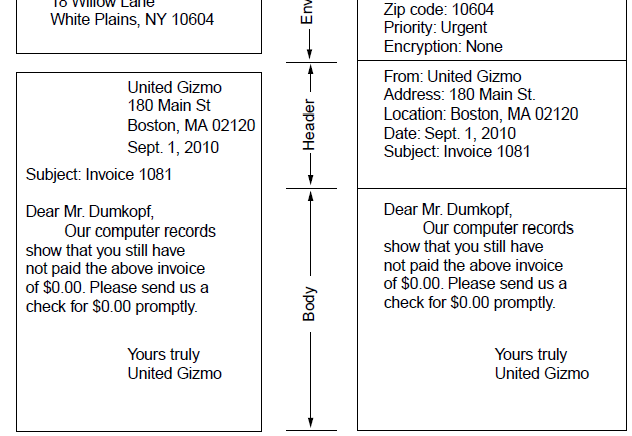 18 Willow Lane
White Plains, NY 10604
United Gizmo
180 Main St
Boston, MA 02120
Sept. 1, 2010
Subject: Invoice 1081
Dear Mr. Dumkopf,
Our computer records
show that you still have
not paid the above invoice
of $0.00. Please send us a
check for $0.00 promptly.
Yours truly
United Gizmo
Header
Body
Zip code: 10604
Priority: Urgent
Encryption: None
From: United Gizmo
Address: 180 Main St.
Location: Boston, MA 02120
Date: Sept. 1, 2010
Subject: Invoice 1081
Dear Mr. Dumkopf,
Our computer records
show that you still have
not paid the above invoice
of $0.00. Please send us a
check for $0.00 promptly.
Yours truly
United Gizmo